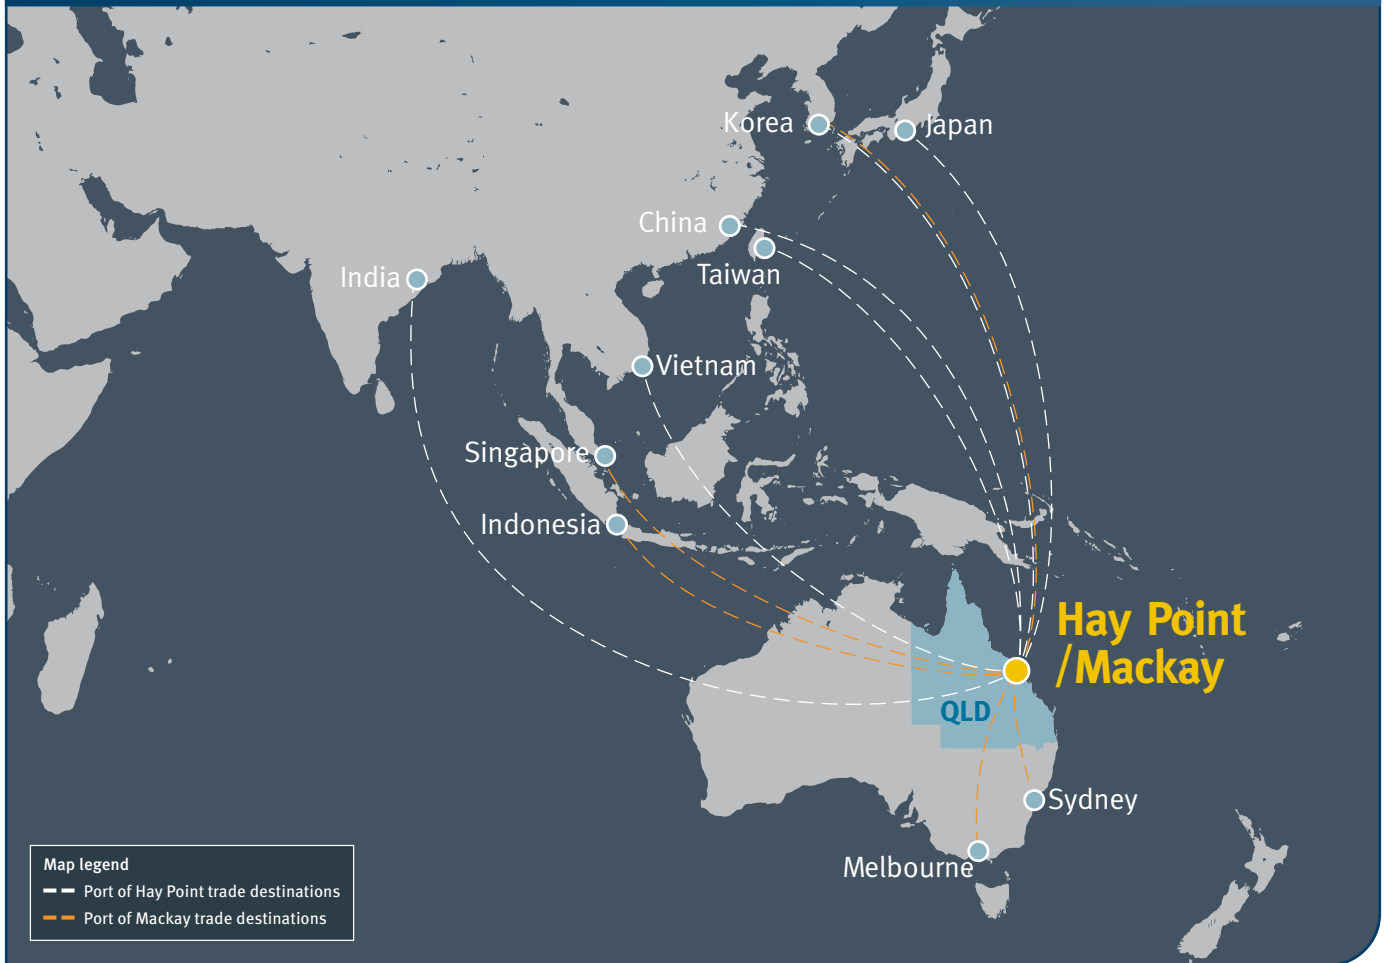 Korea
Japan
China
Taiwan
India
Vietnam
Singapore
Indonesia
Hay Point
/Mackay
QLD
Sydney
Melbourne
Map legend
Port of Hay Point trade destinations
Port of Mackay trade destinations